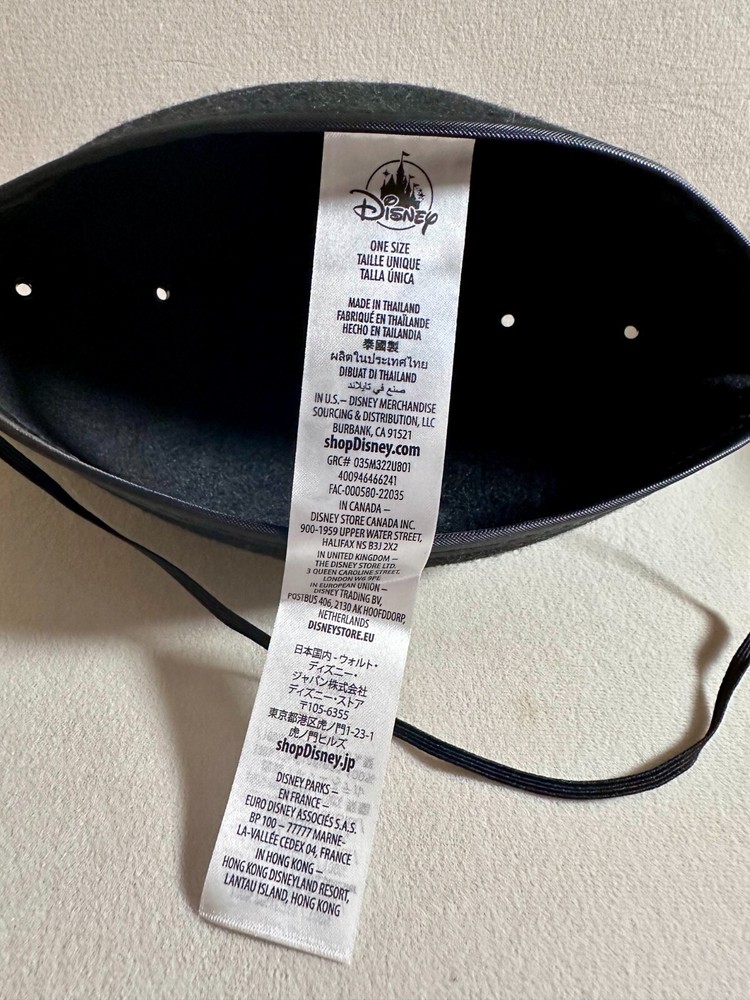 Disney
ONE SIZE
TAILLE UNIQUE
TALLA ÚNICA
MADE IN THAILAND
FABRIQUÉ EN THAÏLANDE
HECHO EN TAILANDIA
泰國製
ผลิตในประเทศไทย
DIBUAT DI THAILAND
صنع في تايلاند
IN U.S. – DISNEY MERCHANDISE
SOURCING & DISTRIBUTION, LLC
BURBANK, CA 91521
shopDisney.com
GRC# 035M322U801
400946466241
FAC-000580-22035
IN CANADA –
DISNEY STORE CANADA INC.
900-1959 UPPER WATER STREET,
HALIFAX NS B3J 2X2
IN UNITED KINGDOM –
THE DISNEY STORE LTD.
3 QUEEN CAROLINE STREET,
LONDON W6 9PE
IN EUROPEAN UNION –
DISNEY TRADING BV,
POSTBUS 406, 2130 AK HOOFDDORP,
NETHERLANDS
DISNEYSTORE.EU
日本国内 - ウォルト・
ディズニー・
ジャパン株式会社
ディズニー・ストア
〒105-6355
東京都港区虎ノ門1-23-1
虎ノ門ヒルズ
shopDisney.jp
DISNEY PARKS –
EN FRANCE –
EURO DISNEY ASSOCIÉS S.A.S.
BP 100 – 77777 MARNE-
LA-VALLÉE CEDEX 04, FRANCE
IN HONG KONG –
HONG KONG DISNEYLAND RESORT,
LANTAU ISLAND, HONG KONG